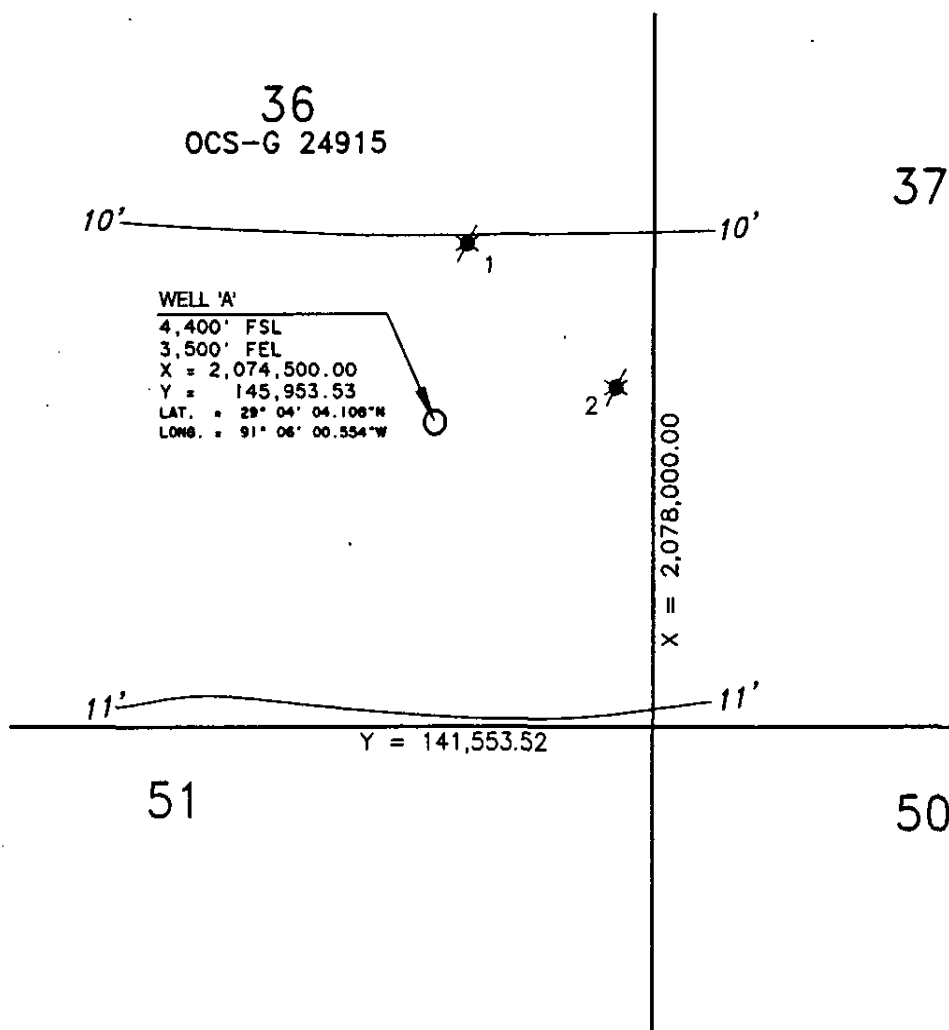 36
OCS-G 24915
37
10'
10'
1
WELL 'A'
4,400' FSL
3,500' FEL
X = 2,074,500.00
Y = 145,953.53
LAT. = 29° 04' 04.106"N
LONG. = 91° 06' 00.554"W
2
X = 2,078,000.00
11'
11'
Y = 141,553.52
51
50